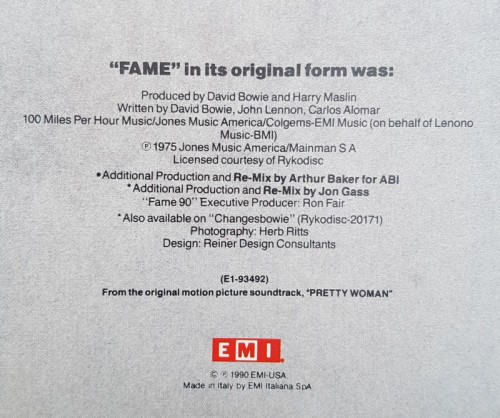 "FAME" in its original form was:
Produced by David Bowie and Harry Maslin
Written by David Bowie, John Lennon, Carlos Alomar
100 Miles Per Hour Music/Jones Music America/Colgems-EMI Music (on behalf of Lenono
Music-BMI)
℗ 1975 Jones Music America/Mainman S A
Licensed courtesy of Rykodisc
•Additional Production and Re-Mix by Arthur Baker for ABI
*Additional Production and Re-Mix by Jon Gass
"Fame 90" Executive Producer: Ron Fair
*Also available on "Changesbowie" (Rykodisc-20171)
Photography: Herb Ritts
Design: Reiner Design Consultants
(E1-93492)
From the original motion picture soundtrack, "PRETTY WOMAN"
EMI
© ℗ 1990 EMI-USA
Made in Italy by EMI Italiana SpA